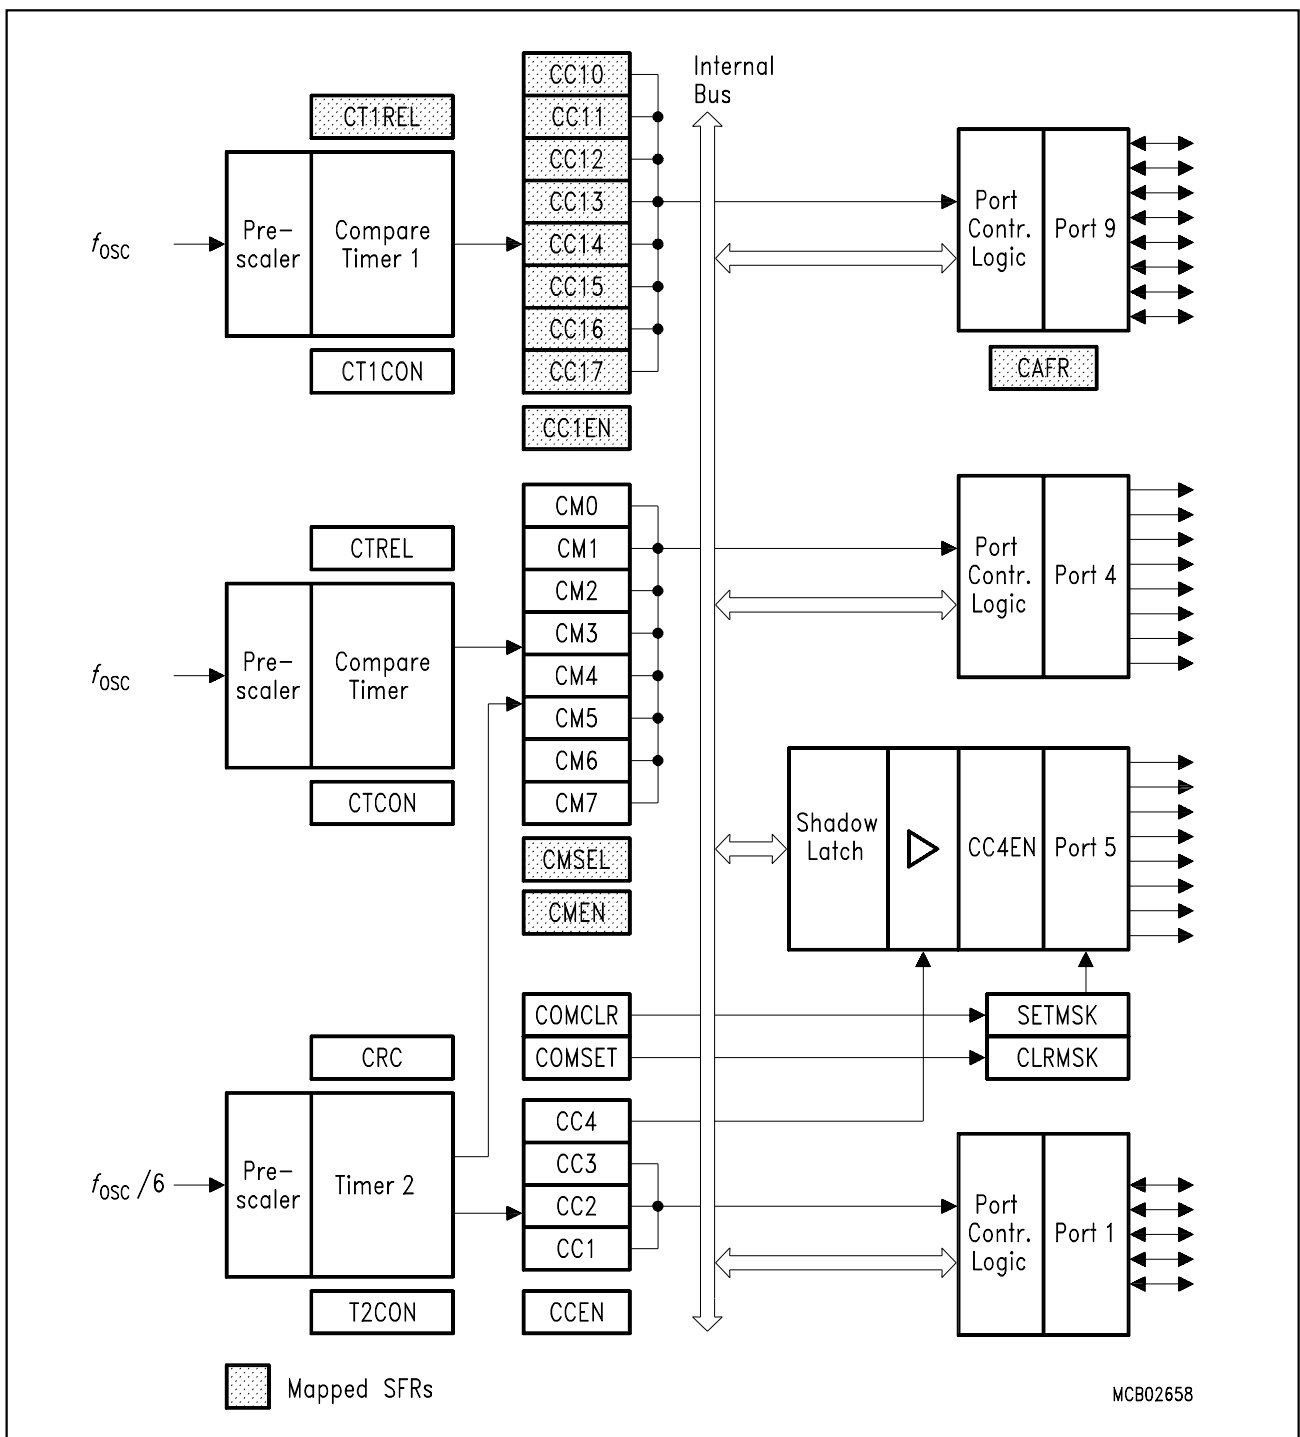 Internal
Bus
CT1REL
fOSC
Pre-
scaler
Compare
Timer 1
CT1CON
CC10
CC11
CC12
CC13
CC14
CC15
CC16
CC17
CC1EN
Port
Contr.
Logic
Port 9
CAFR
CTREL
fOSC
Pre-
scaler
Compare
Timer
CTCON
CM0
CM1
CM2
CM3
CM4
CM5
CM6
CM7
CMSEL
CMEN
Port
Contr.
Logic
Port 4
Shadow
Latch
CC4EN
Port 5
COMCLR
COMSET
SETMSK
CLRMSK
CRC
fOSC /6
Pre-
scaler
Timer 2
T2CON
CC4
CC3
CC2
CC1
CCEN
Port
Contr.
Logic
Port 1
Mapped SFRs
MCB02658